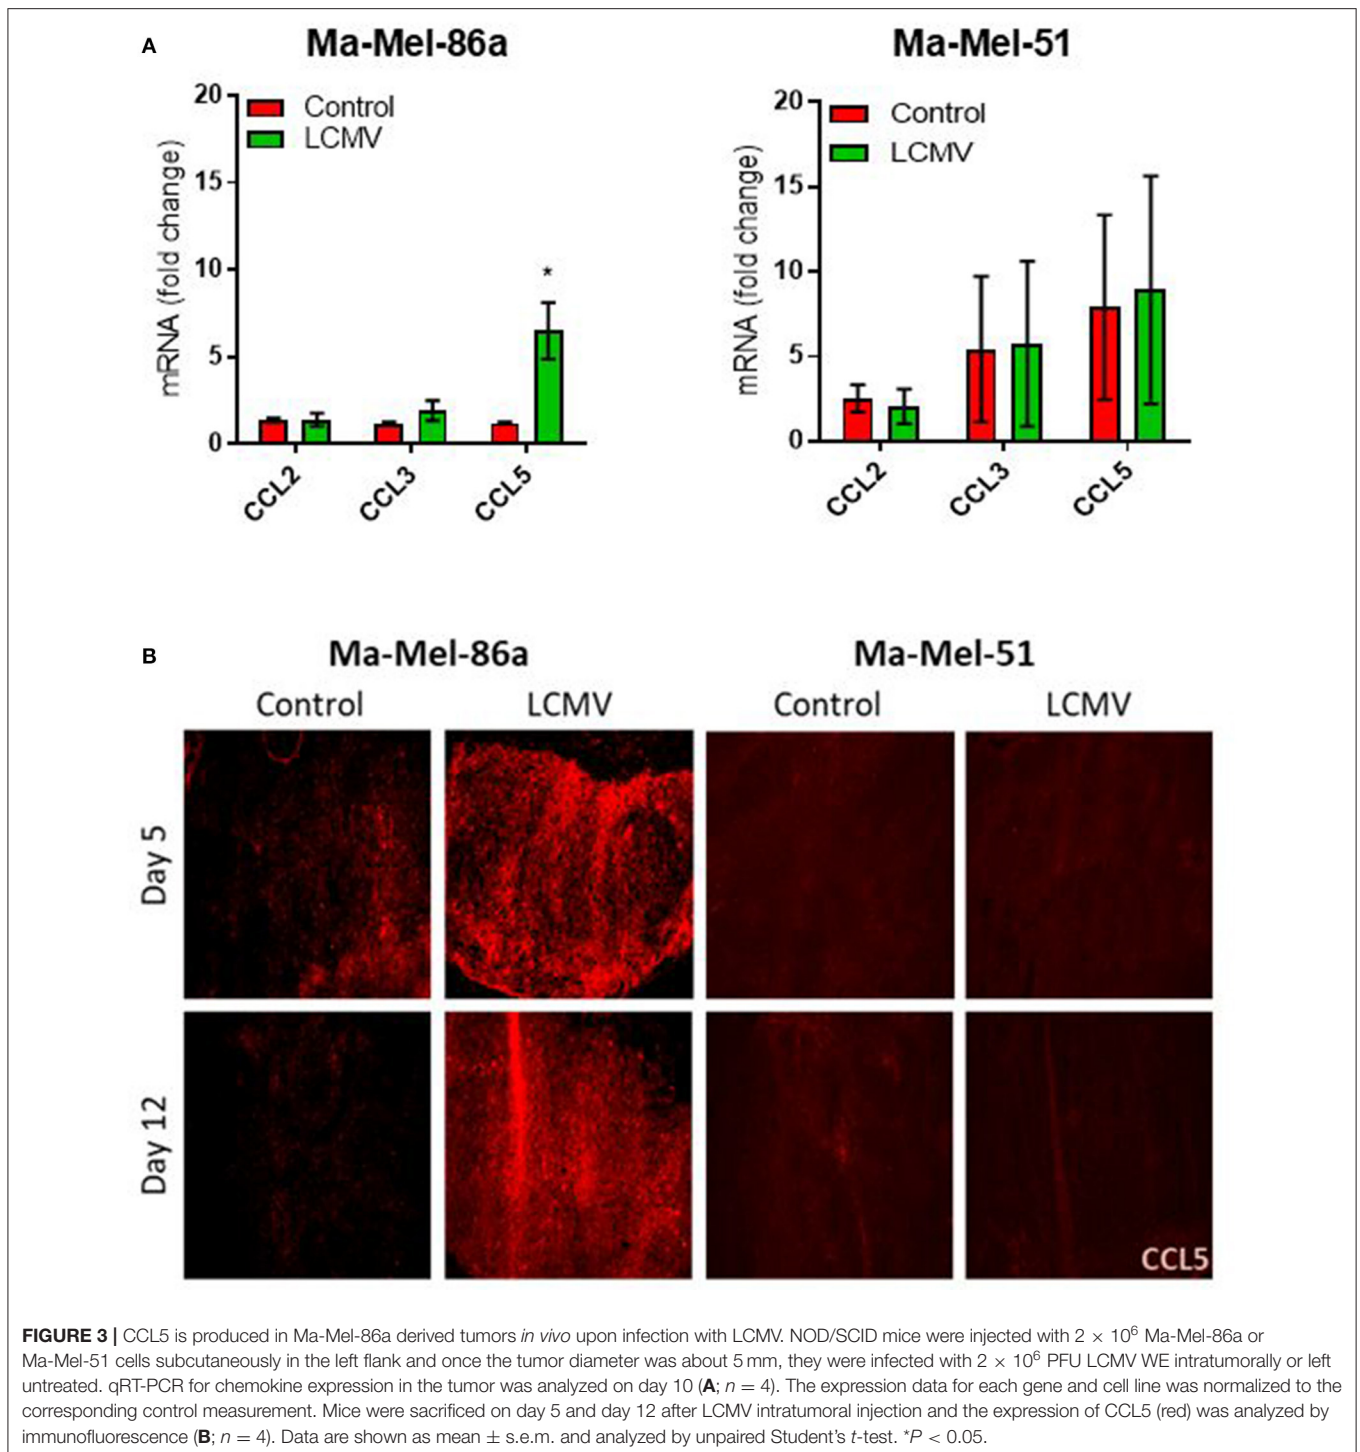 A
Ma-Mel-86a
20
15
10
5
0
mRNA (fold change)
Control
LCMV
*
CCL2
CCL3
CCL5
Ma-Mel-51
20
15
10
5
0
mRNA (fold change)
Control
LCMV
CCL2
CCL3
CCL5
B
Ma-Mel-86a Ma-Mel-51
Control LCMV Control LCMV
Day 5
Day 12
CCL5
FIGURE 3 | CCL5 is produced in Ma-Mel-86a derived tumors in vivo upon infection with LCMV. NOD/SCID mice were injected with 2 × 10⁶ Ma-Mel-86a or
Ma-Mel-51 cells subcutaneously in the left flank and once the tumor diameter was about 5 mm, they were infected with 2 × 10⁶ PFU LCMV WE intratumorally or left
untreated. qRT-PCR for chemokine expression in the tumor was analyzed on day 10 (A; n = 4). The expression data for each gene and cell line was normalized to the
corresponding control measurement. Mice were sacrificed on day 5 and day 12 after LCMV intratumoral injection and the expression of CCL5 (red) was analyzed by
immunofluorescence (B; n = 4). Data are shown as mean ± s.e.m. and analyzed by unpaired Student's t-test. *P < 0.05.